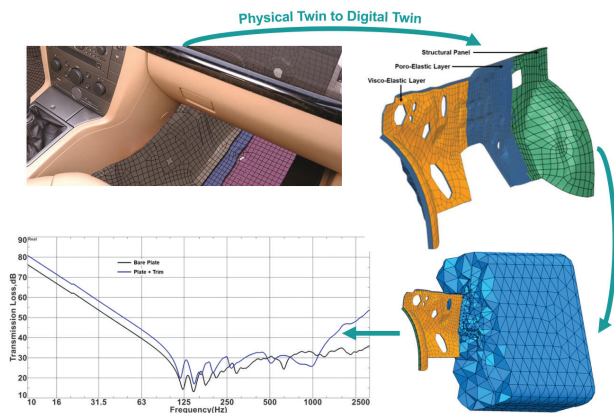 Physical Twin to Digital Twin
Structural Panel
Poro-Elastic Layer
Visco-Elastic Layer
90
Real
80
70
60
50
40
30
20
10
Transmission Loss,dB
Bare Plate
Plate + Trim
10 16 31.5 63 125 250 500 1000 2500
Frequency(Hz)